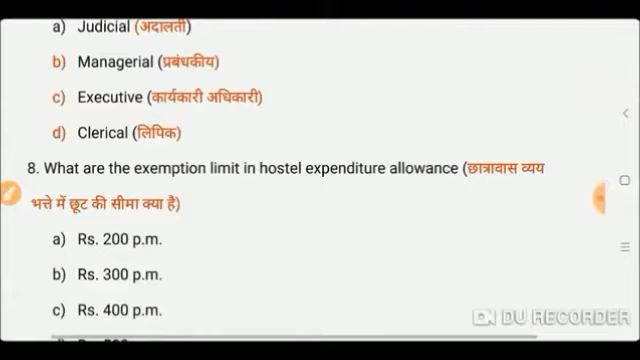 a) Judicial (अदालती)
b) Managerial (प्रबंधकीय)
c) Executive (कार्यकारी अधिकारी)
d) Clerical (लिपिक)
8. What are the exemption limit in hostel expenditure allowance (छात्रावास व्यय
भत्ते में छूट की सीमा क्या है)
a) Rs. 200 p.m.
b) Rs. 300 p.m.
c) Rs. 400 p.m.
DU RECORDER